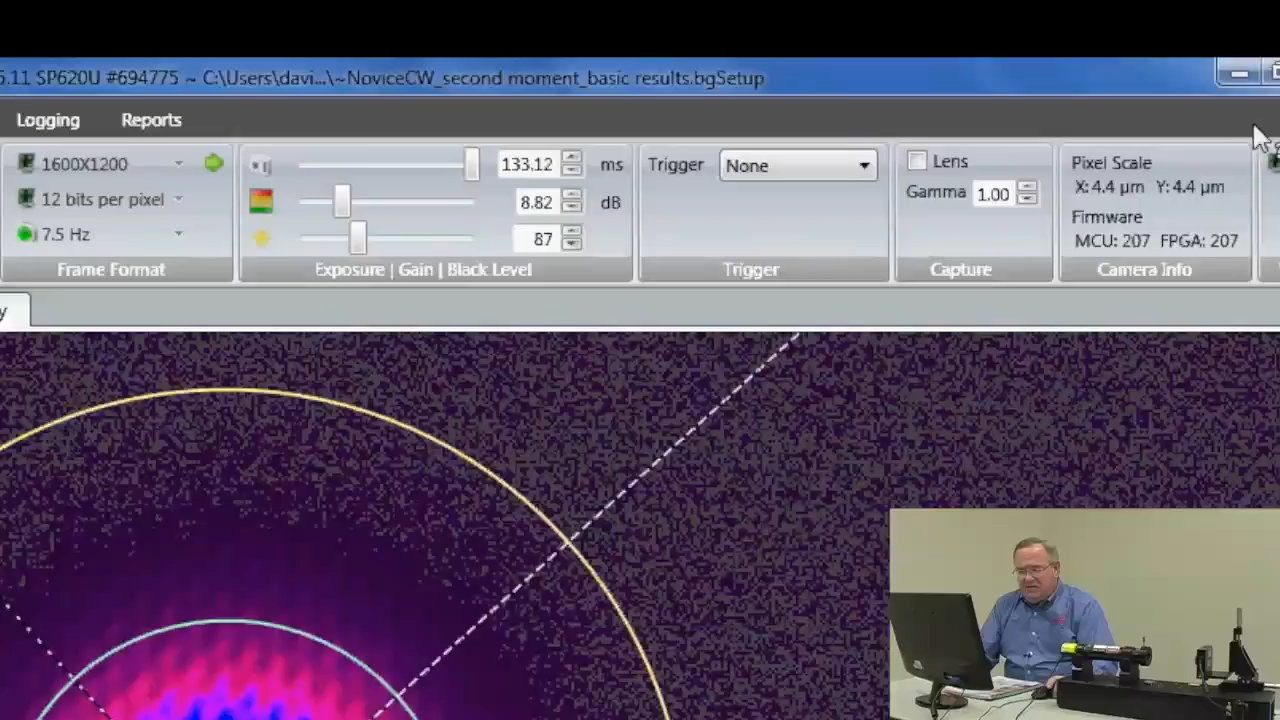 5.11 SP620U #694775 ~ C:\Users\davi...\~NoviceCW_second moment_basic results.bgSetup
Logging Reports
1600X1200
12 bits per pixel
7.5 Hz
Frame Format
133.12 ms
8.82 dB
87
Exposure | Gain | Black Level
Trigger None
Trigger
Lens
Gamma 1.00
Capture
Pixel Scale
X: 4.4 µm Y: 4.4 µm
Firmware
MCU: 207 FPGA: 207
Camera Info
y